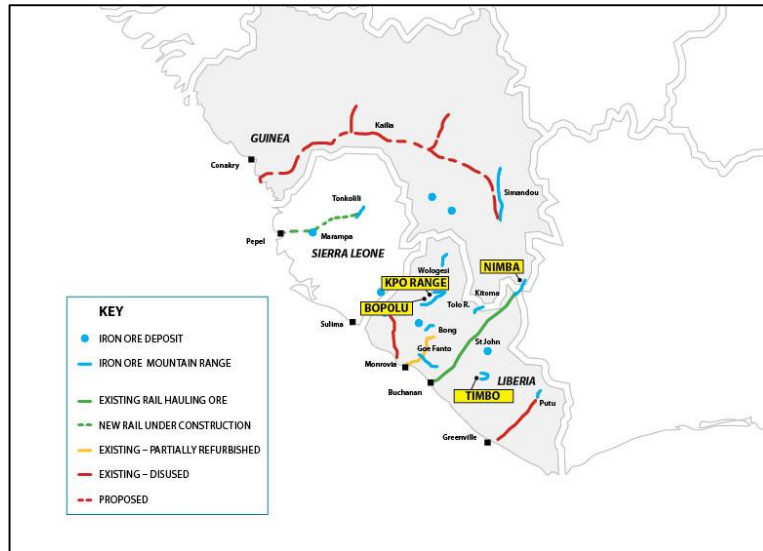 Kailia
GUINEA
Conakry
Simandou
Tonkolili
Pepel
Marampa
SIERRA LEONE
Wologesi
NIMBA
KPO RANGE
Kitoma
BOPOLU
Tolo R.
Sulima
Bong
Goe Fanto
St John
Monrovia
LIBERIA
Buchanan
TIMBO
Putu
Greenville
KEY
IRON ORE DEPOSIT
IRON ORE MOUNTAIN RANGE
EXISTING RAIL HAULING ORE
NEW RAIL UNDER CONSTRUCTION
EXISTING – PARTIALLY REFURBISHED
EXISTING – DISUSED
PROPOSED